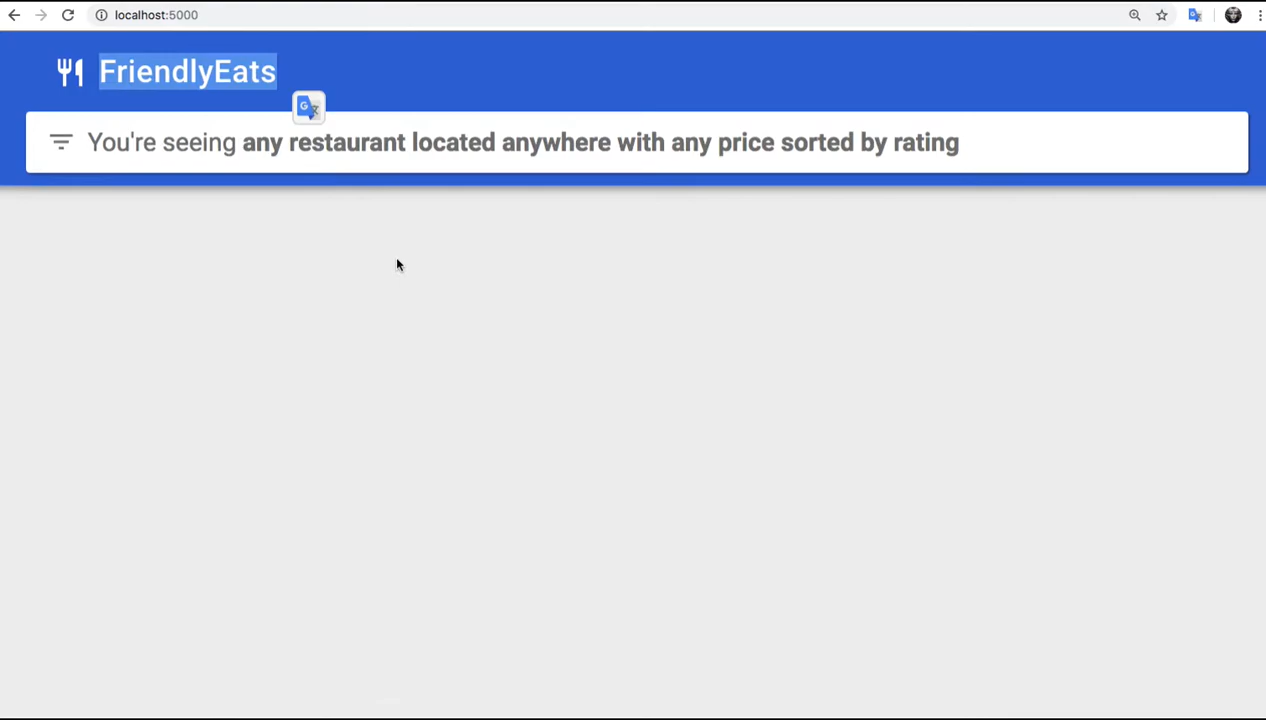 localhost:5000
FriendlyEats
You're seeing any restaurant located anywhere with any price sorted by rating